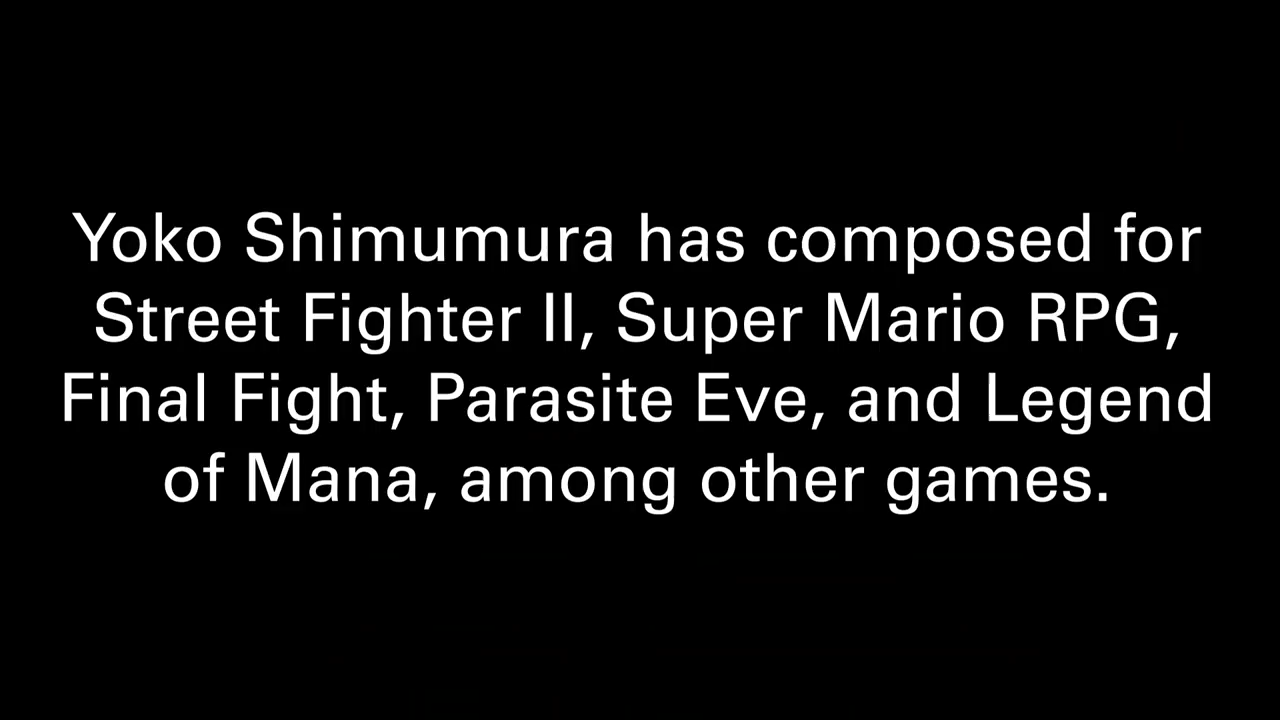 Yoko Shimumura has composed for
Street Fighter II, Super Mario RPG,
Final Fight, Parasite Eve, and Legend
of Mana, among other games.